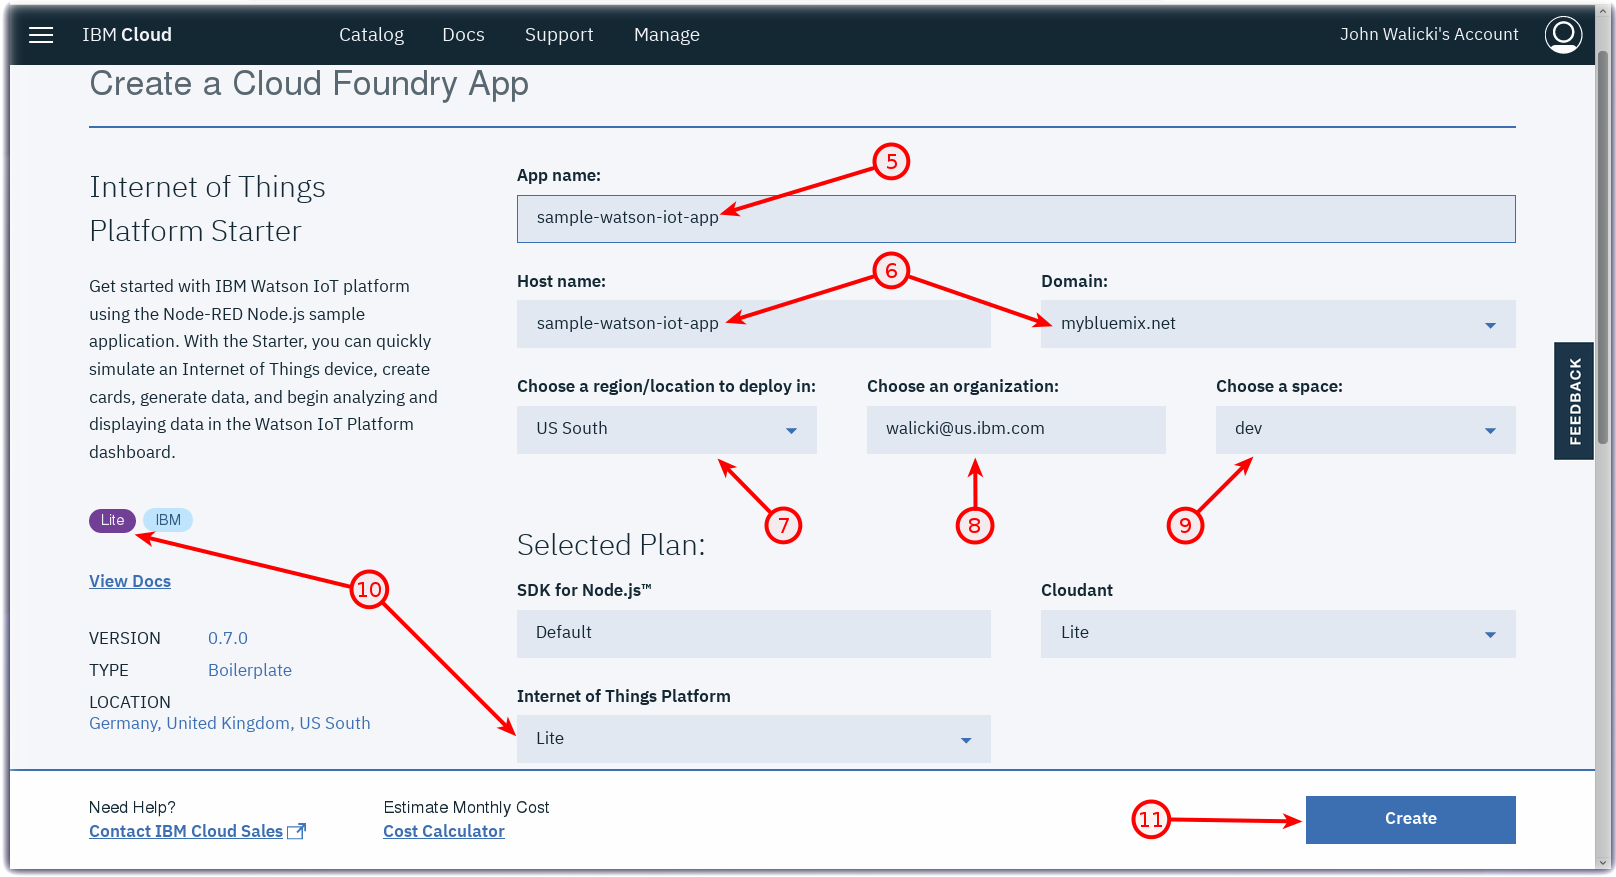 IBM Cloud Catalog Docs Support Manage John Walicki's Account
Create a Cloud Foundry App
Internet of Things
Platform Starter
Get started with IBM Watson IoT platform
using the Node-RED Node.js sample
application. With the Starter, you can quickly
simulate an Internet of Things device, create
cards, generate data, and begin analyzing and
displaying data in the Watson IoT Platform
dashboard.
Lite IBM
10
View Docs
VERSION 0.7.0
TYPE Boilerplate
LOCATION
Germany, United Kingdom, US South
5
App name:
sample-watson-iot-app
6
Host name: Domain:
sample-watson-iot-app mybluemix.net
Choose a region/location to deploy in: Choose an organization: Choose a space:
US South walicki@us.ibm.com dev
7 8 9
Selected Plan:
SDK for Node.js™ Cloudant
Default Lite
Internet of Things Platform
Lite
FEEDBACK
Need Help? Estimate Monthly Cost
Contact IBM Cloud Sales Cost Calculator
11
Create